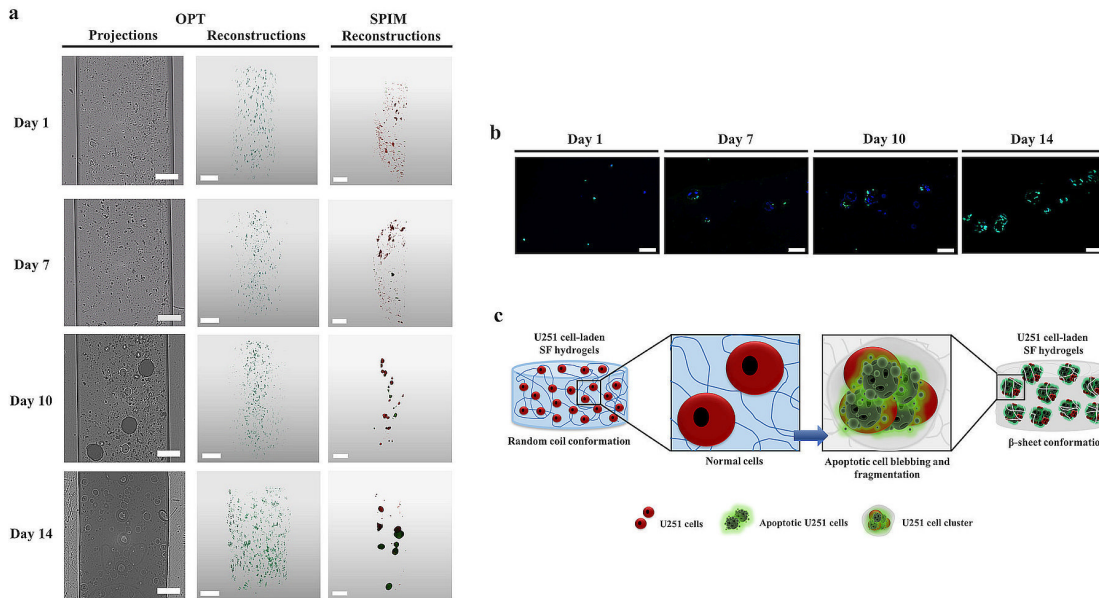 a
OPT
SPIM
Projections
Reconstructions
Reconstructions
Day 1
Day 7
Day 10
Day 14
b
Day 1
Day 7
Day 10
Day 14
c
U251 cell-laden
SF hydrogels
Random coil conformation
Normal cells
Apoptotic cell blebbing and
fragmentation
U251 cell-laden
SF hydrogels
β-sheet conformation
U251 cells
Apoptotic U251 cells
U251 cell cluster